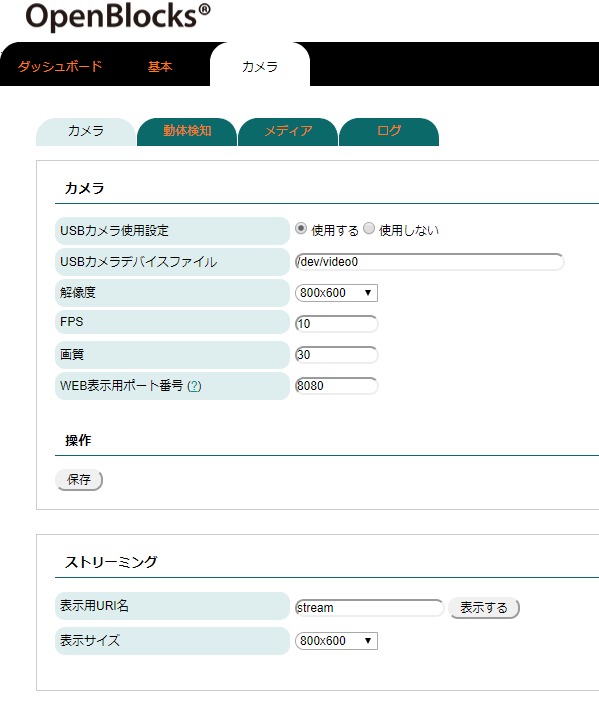 OpenBlocks®
ダッシュボード 基本 カメラ
カメラ 動体検知 メディア ログ
カメラ
USBカメラ使用設定 使用する 使用しない
USBカメラデバイスファイル /dev/video0
解像度 800x600 ▼
FPS 10
画質 30
WEB表示用ポート番号 (?) 8080
操作
保存
ストリーミング
表示用URI名 stream 表示する
表示サイズ 800x600 ▼